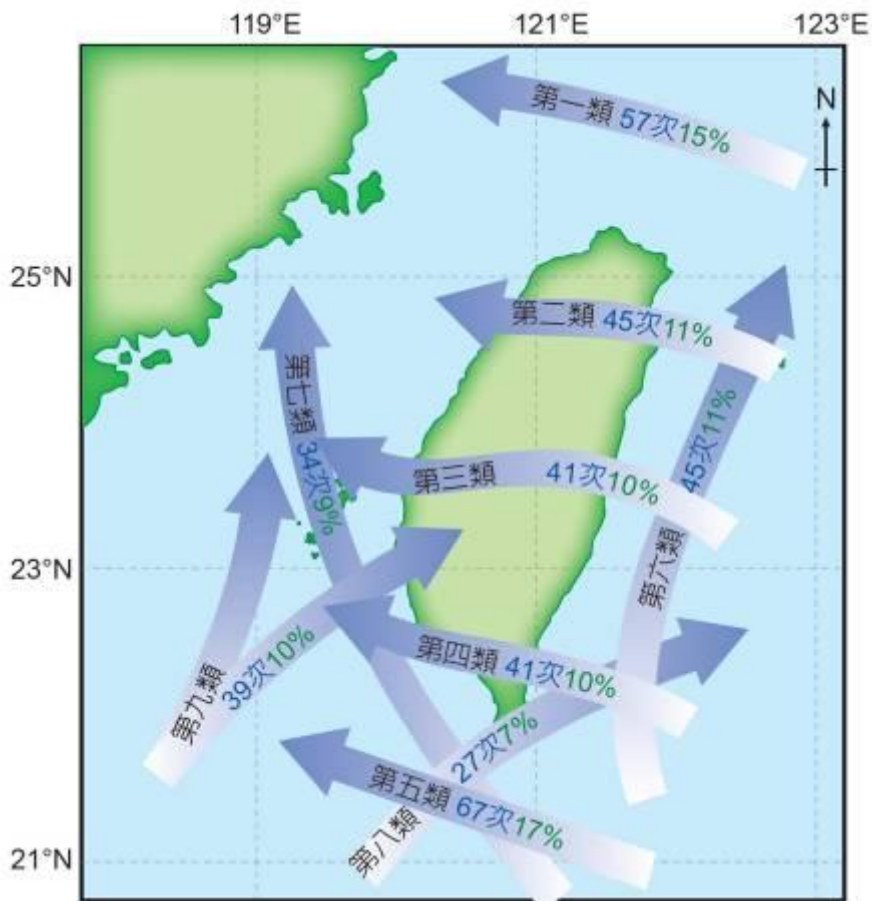 119°E
121°E
123°E
N
25°N
23°N
21°N
第一類 57次15%
第二類 45次11%
第三類 41次10%
第四類 41次10%
第五類 67次17%
第六類 45次11%
第七類 34次9%
第八類 27次7%
第九類 39次10%